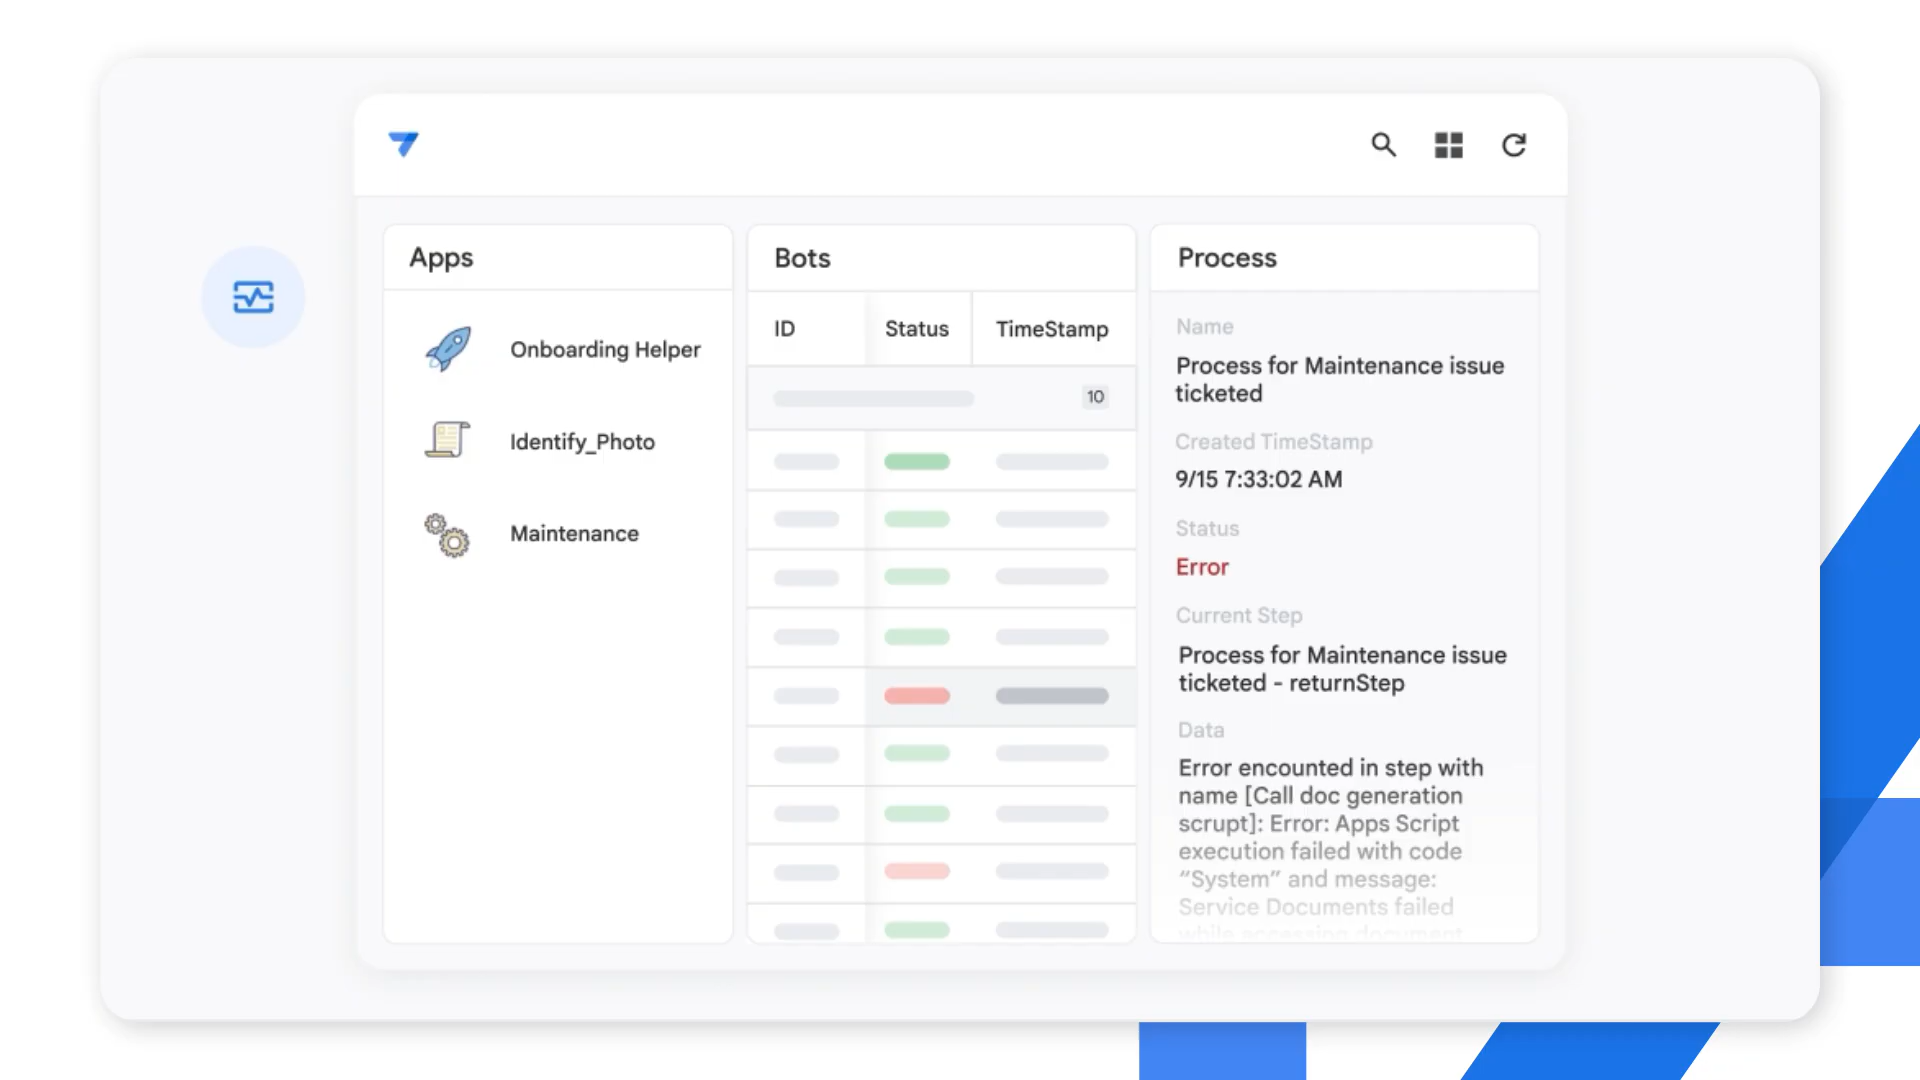 Apps
Onboarding Helper
Identify_Photo
Maintenance
Bots
ID Status TimeStamp
10
Process
Name
Process for Maintenance issue
ticketed
Created TimeStamp
9/15 7:33:02 AM
Status
Error
Current Step
Process for Maintenance issue
ticketed - returnStep
Data
Error encounted in step with
name [Call doc generation
scrupt]: Error: Apps Script
execution failed with code
“System” and message:
Service Documents failed
while accessing document